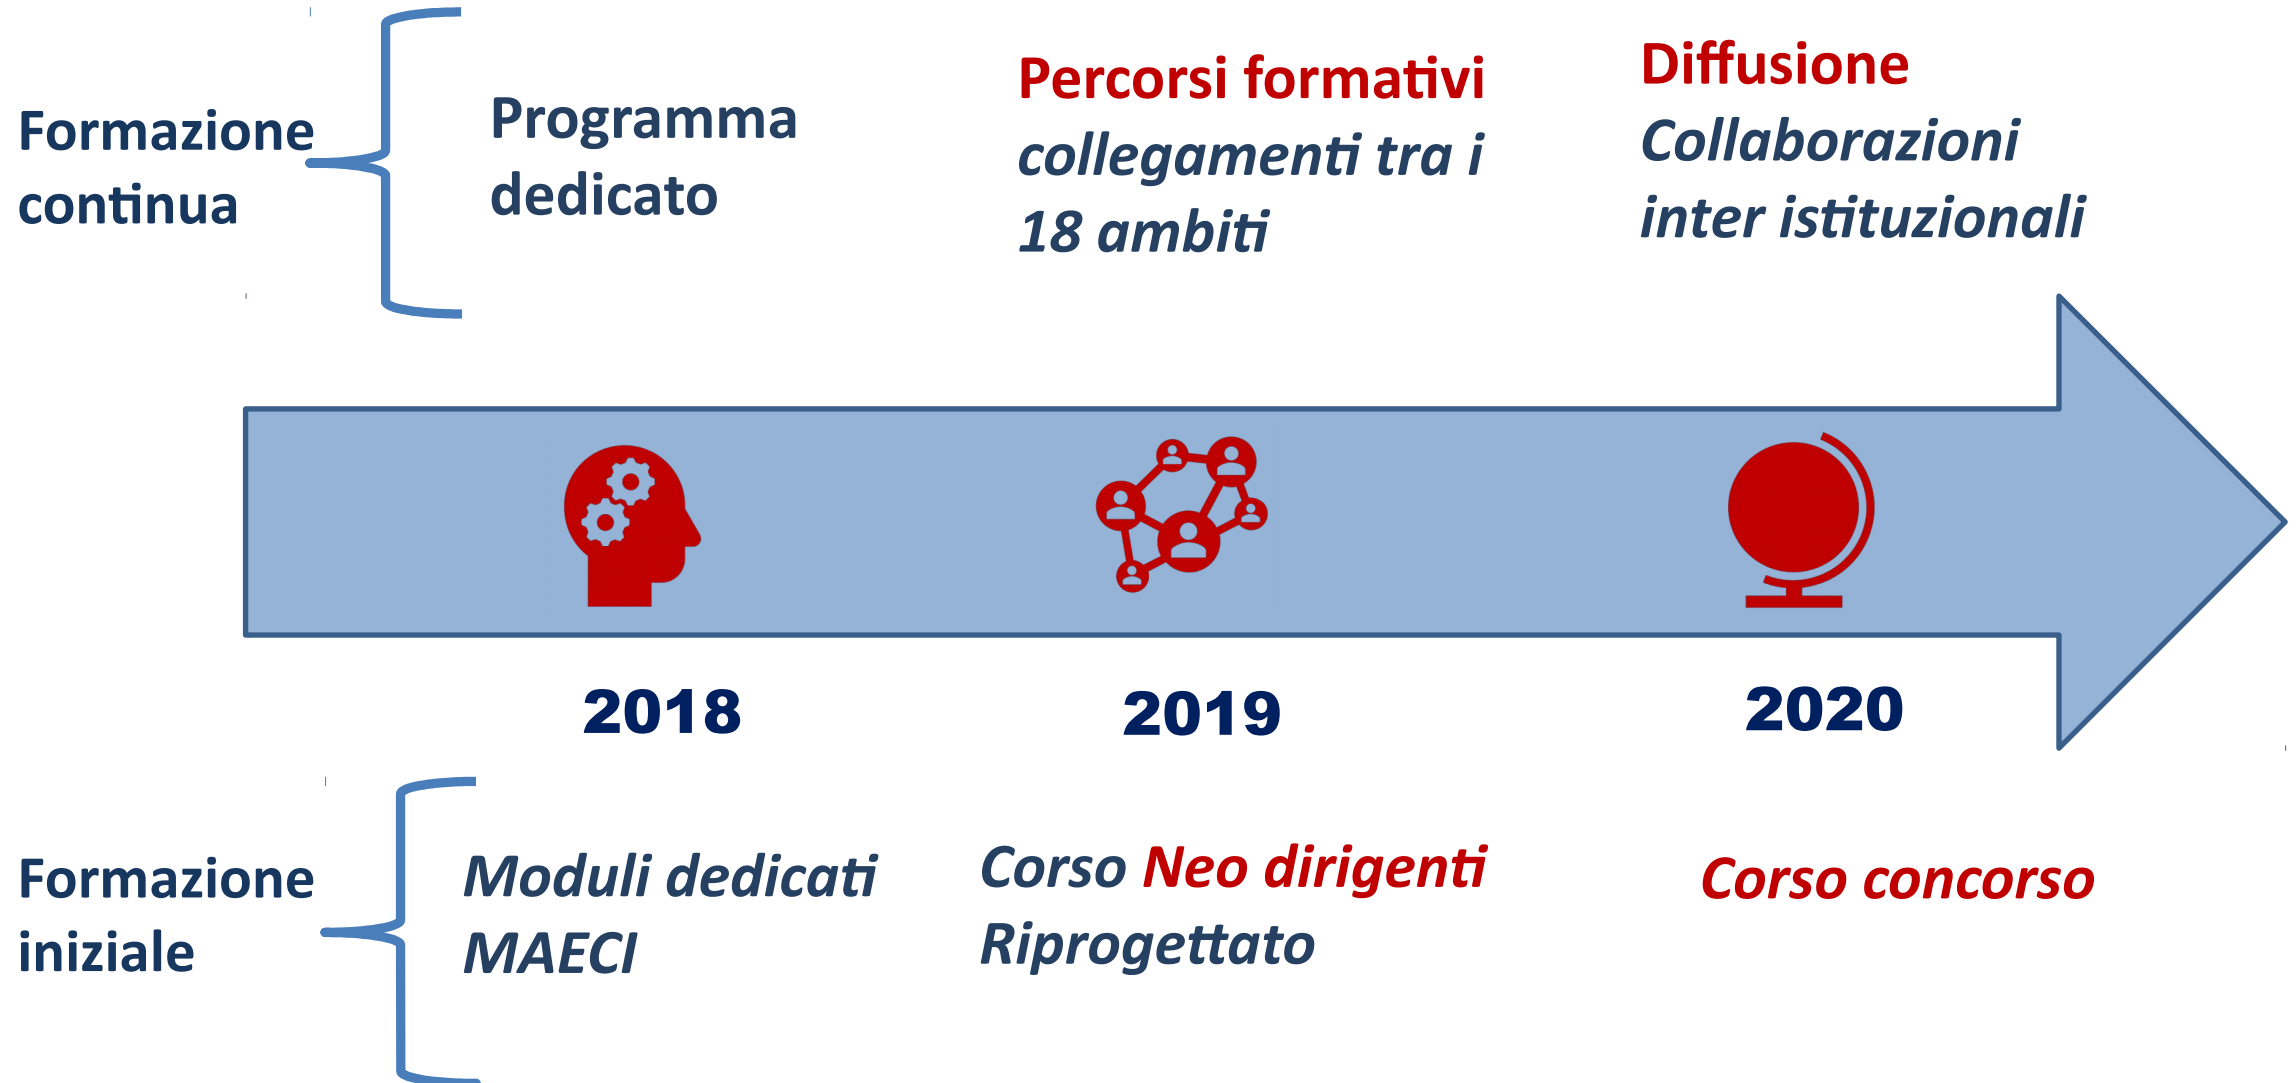 Formazione
continua
Programma
dedicato
Percorsi formativi
collegamenti tra i
18 ambiti
Diffusione
Collaborazioni
inter istituzionali
2018
2019
2020
Formazione
iniziale
Moduli dedicati
MAECI
Corso Neo dirigenti
Riprogettato
Corso concorso